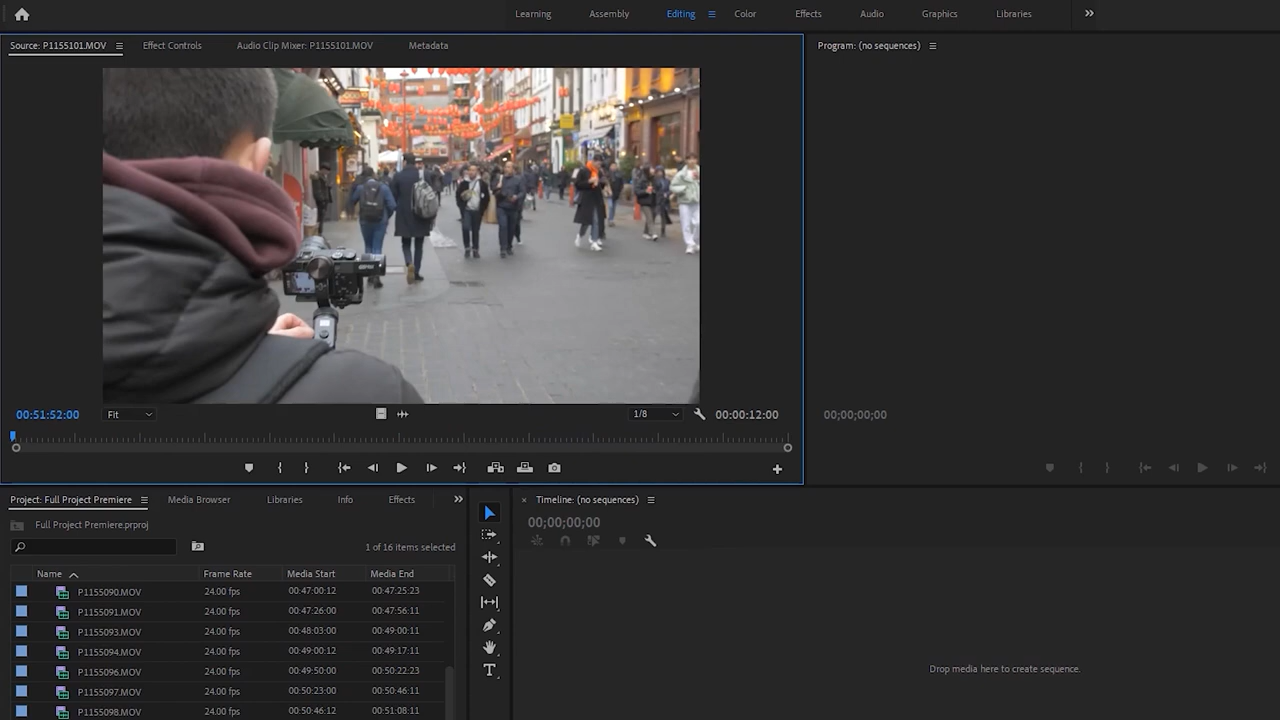 Learning Assembly Editing Color Effects Audio Graphics Libraries
Source: P1155101.MOV Effect Controls Audio Clip Mixer: P1155101.MOV Metadata
Program: (no sequences)
00:51:52:00 Fit 1/8 00:00:12:00
00;00;00;00
Project: Full Project Premiere Media Browser Libraries Info Effects
Full Project Premiere.prproj
1 of 16 items selected
Name Frame Rate Media Start Media End
P1155090.MOV 24.00 fps 00:47:00:12 00:47:25:23
P1155091.MOV 24.00 fps 00:47:26:00 00:47:56:11
P1155093.MOV 24.00 fps 00:48:03:00 00:49:00:11
P1155094.MOV 24.00 fps 00:49:00:12 00:49:17:11
P1155096.MOV 24.00 fps 00:49:50:00 00:50:22:23
P1155097.MOV 24.00 fps 00:50:23:00 00:50:46:11
P1155098.MOV 24.00 fps 00:50:46:12 00:51:08:11
× Timeline: (no sequences)
00;00;00;00
Drop media here to create sequence.